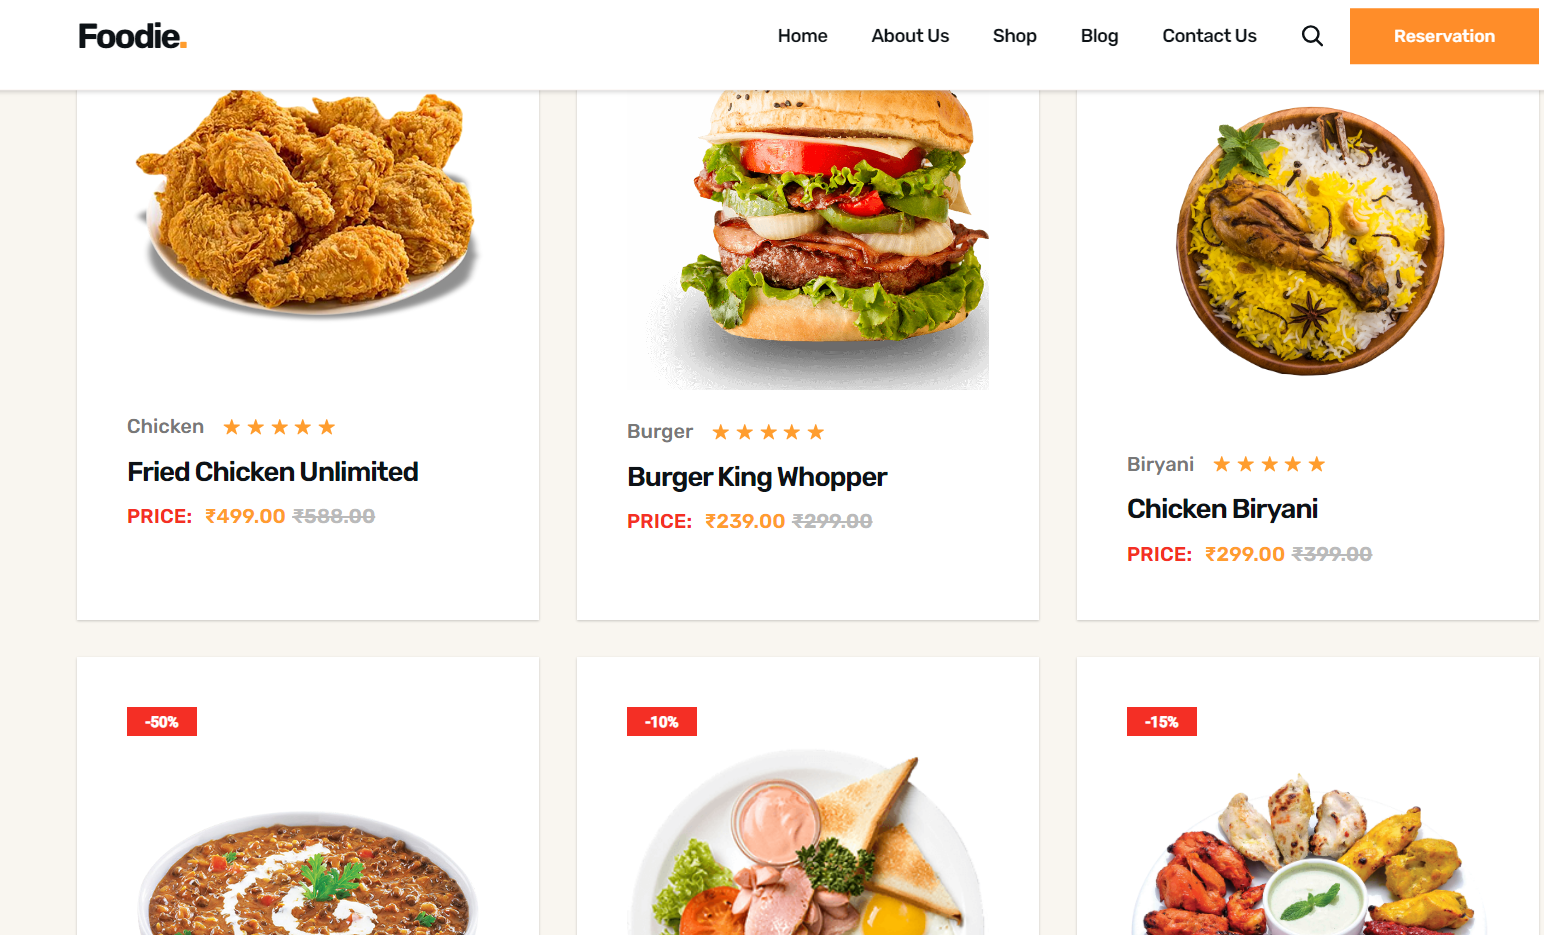 Foodie.
Home About Us Shop Blog Contact Us Reservation
Chicken
Fried Chicken Unlimited
PRICE: ₹499.00 ₹588.00
Burger
Burger King Whopper
PRICE: ₹239.00 ₹299.00
Biryani
Chicken Biryani
PRICE: ₹299.00 ₹399.00
-50%
-10%
-15%